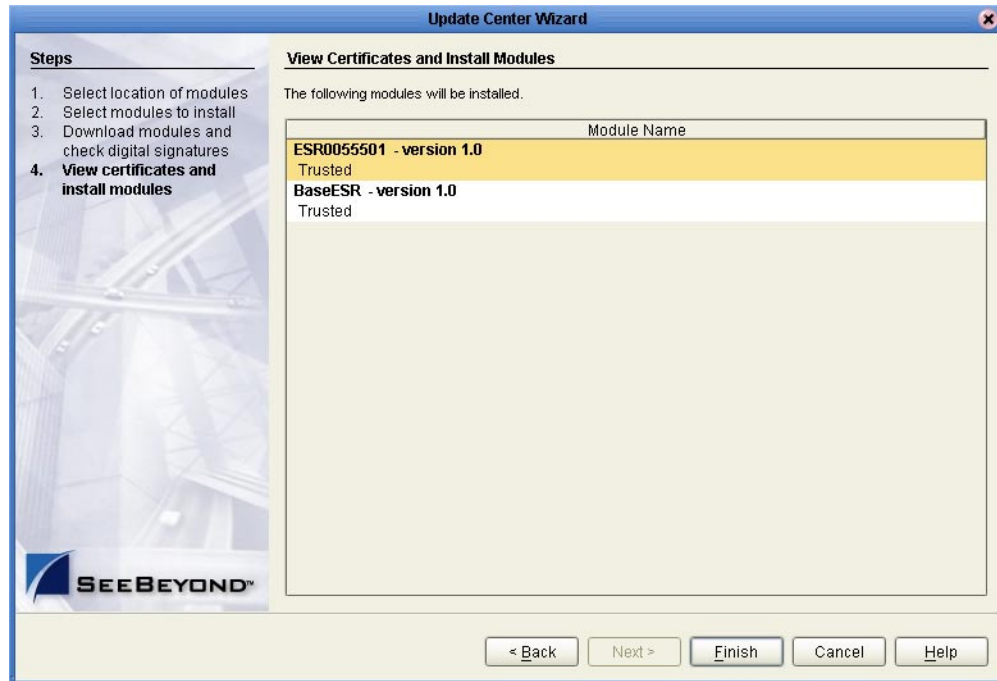 Update Center Wizard
Steps
1. Select location of modules
2. Select modules to install
3. Download modules and
check digital signatures
4. View certificates and
install modules
SEEBEYOND™
View Certificates and Install Modules
The following modules will be installed.
Module Name
ESR0055501 - version 1.0
Trusted
BaseESR - version 1.0
Trusted
< Back Next > Finish Cancel Help